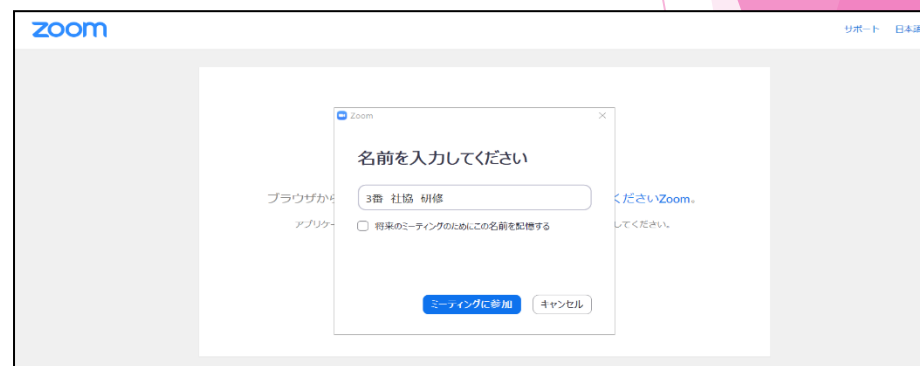 zoom
サポート 日本語
Zoom
名前を入力してください
3番 社協 研修
ブラウザから
くださいZoom。
将来のミーティングのためにこの名前を記憶する
アプリケー
してください。
ミーティングに参加 キャンセル